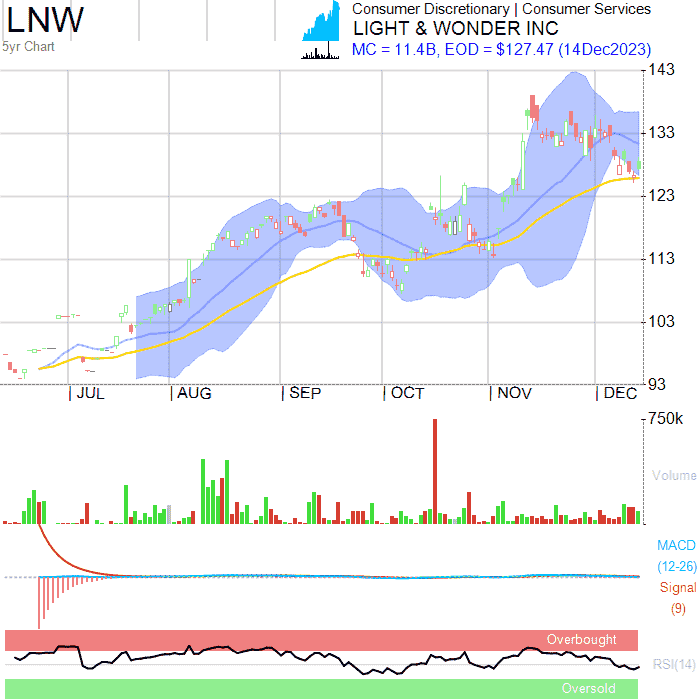 LNW
5yr Chart
Consumer Discretionary | Consumer Services
LIGHT & WONDER INC
MC = 11.4B, EOD = $127.47 (14Dec2023)
143
133
123
113
103
93
JUL
AUG
SEP
OCT
NOV
DEC
750k
Volume
MACD
(12-26)
Signal
(9)
Overbought
RSI(14)
Oversold